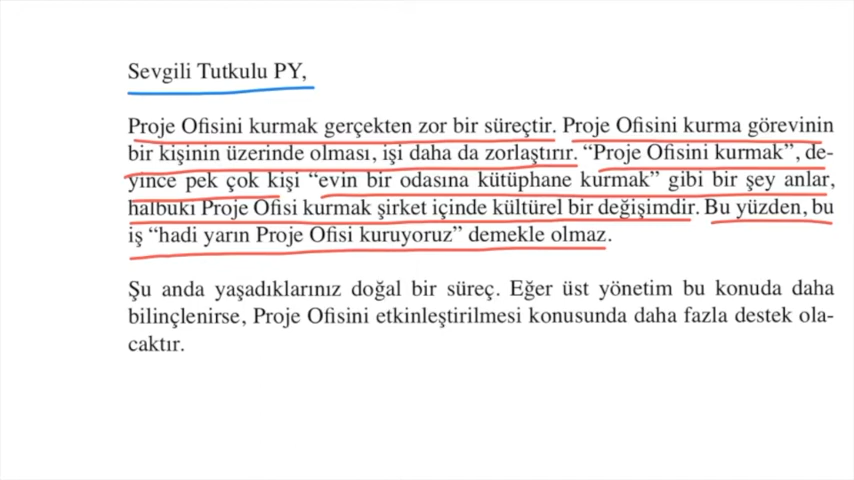 Sevgili Tutkulu PY,
Proje Ofisini kurmak gerçekten zor bir süreçtir. Proje Ofisini kurma görevinin
bir kişinin üzerinde olması, işi daha da zorlaştırır. “Proje Ofisini kurmak”, de-
yince pek çok kişi “evin bir odasına kütüphane kurmak” gibi bir şey anlar,
halbuki Proje Ofisi kurmak şirket içinde kültürel bir değişimdir. Bu yüzden, bu
iş “hadi yarın Proje Ofisi kuruyoruz” demekle olmaz.
Şu anda yaşadıklarınız doğal bir süreç. Eğer üst yönetim bu konuda daha
bilinçlenirse, Proje Ofisini etkinleştirilmesi konusunda daha fazla destek ola-
caktır.